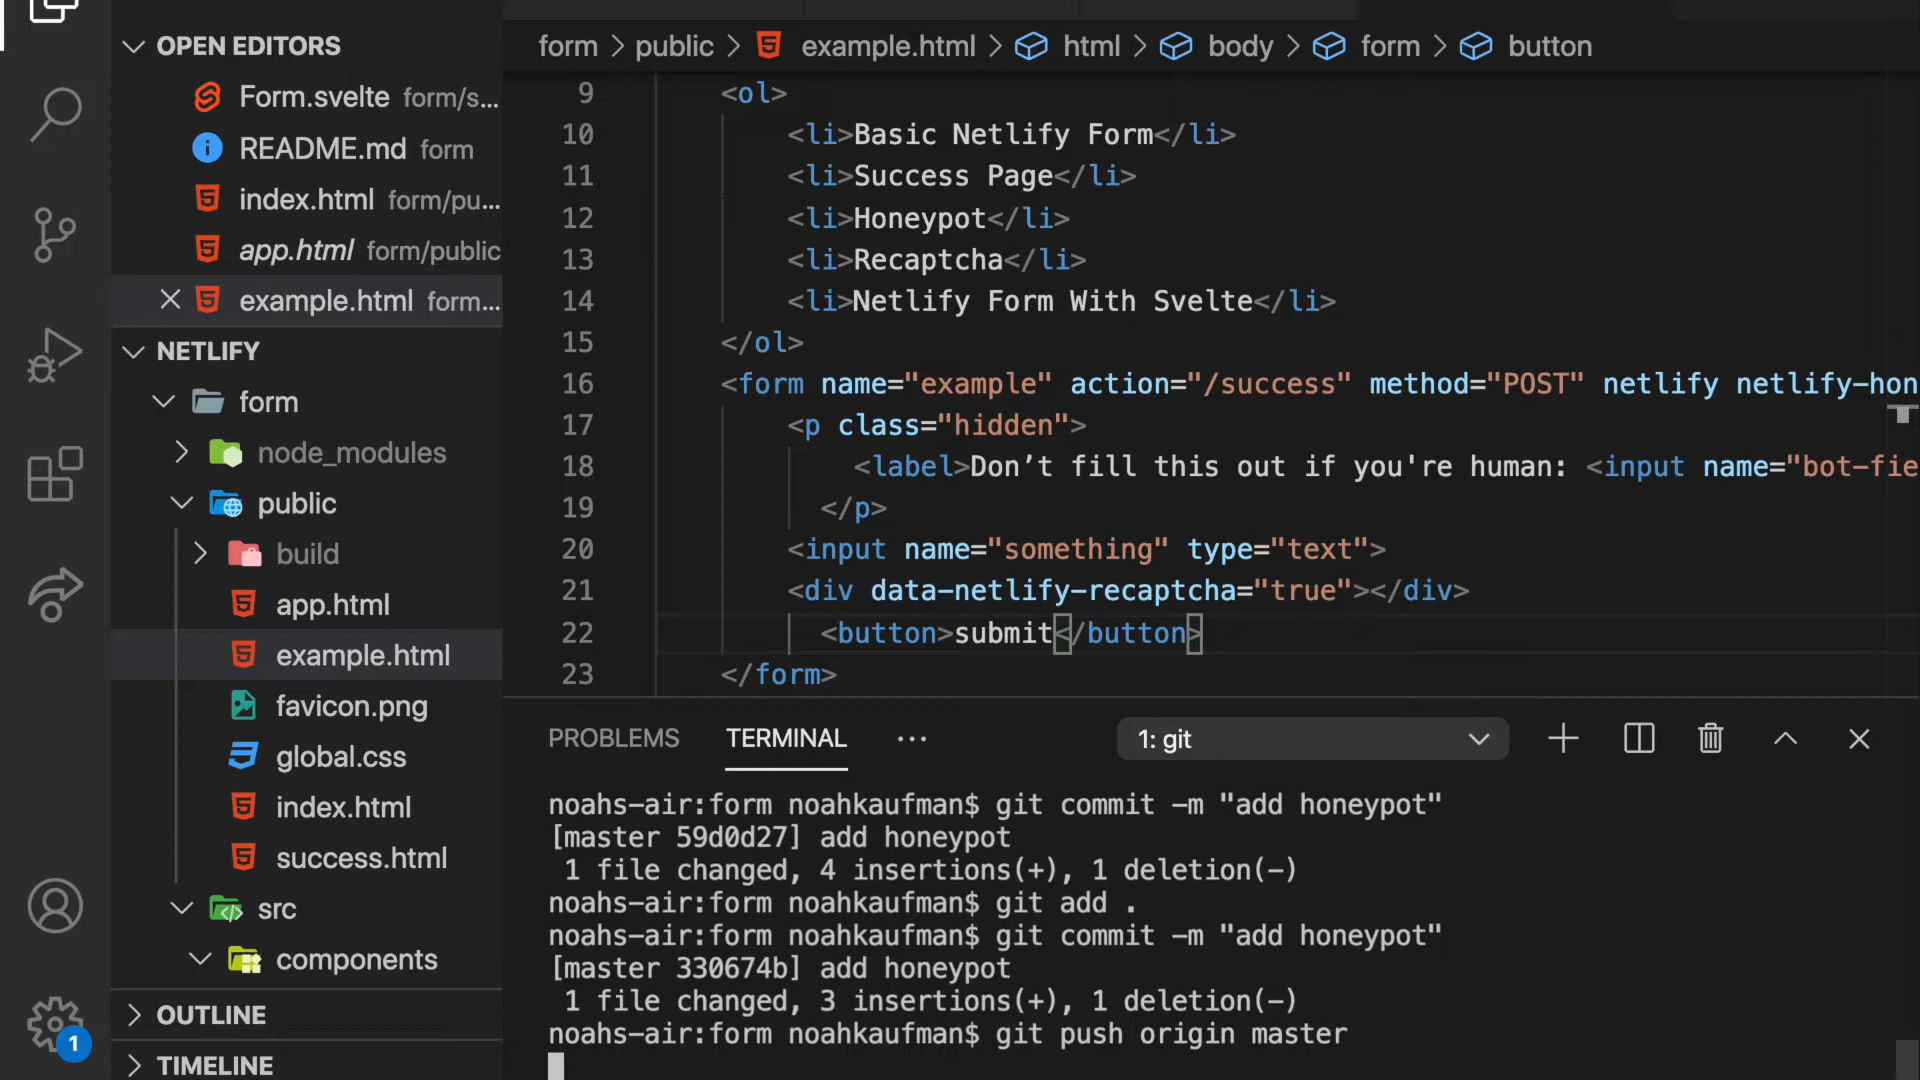 OPEN EDITORS
Form.svelte form/s...
README.md form
index.html form/pu...
app.html form/public
example.html form...
NETLIFY
form
node_modules
public
build
app.html
example.html
favicon.png
global.css
index.html
success.html
src
components
OUTLINE
TIMELINE
1
form > public > example.html > html > body > form > button
9 <ol>
10 <li>Basic Netlify Form</li>
11 <li>Success Page</li>
12 <li>Honeypot</li>
13 <li>Recaptcha</li>
14 <li>Netlify Form With Svelte</li>
15 </ol>
16 <form name="example" action="/success" method="POST" netlify netlify-hon
17 <p class="hidden">
18 <label>Don’t fill this out if you're human: <input name="bot-fie
19 </p>
20 <input name="something" type="text">
21 <div data-netlify-recaptcha="true"></div>
22 <button>submit</button>
23 </form>
PROBLEMS TERMINAL ... 1: git
noahs-air:form noahkaufman$ git commit -m "add honeypot"
[master 59d0d27] add honeypot
1 file changed, 4 insertions(+), 1 deletion(-)
noahs-air:form noahkaufman$ git add .
noahs-air:form noahkaufman$ git commit -m "add honeypot"
[master 330674b] add honeypot
1 file changed, 3 insertions(+), 1 deletion(-)
noahs-air:form noahkaufman$ git push origin master